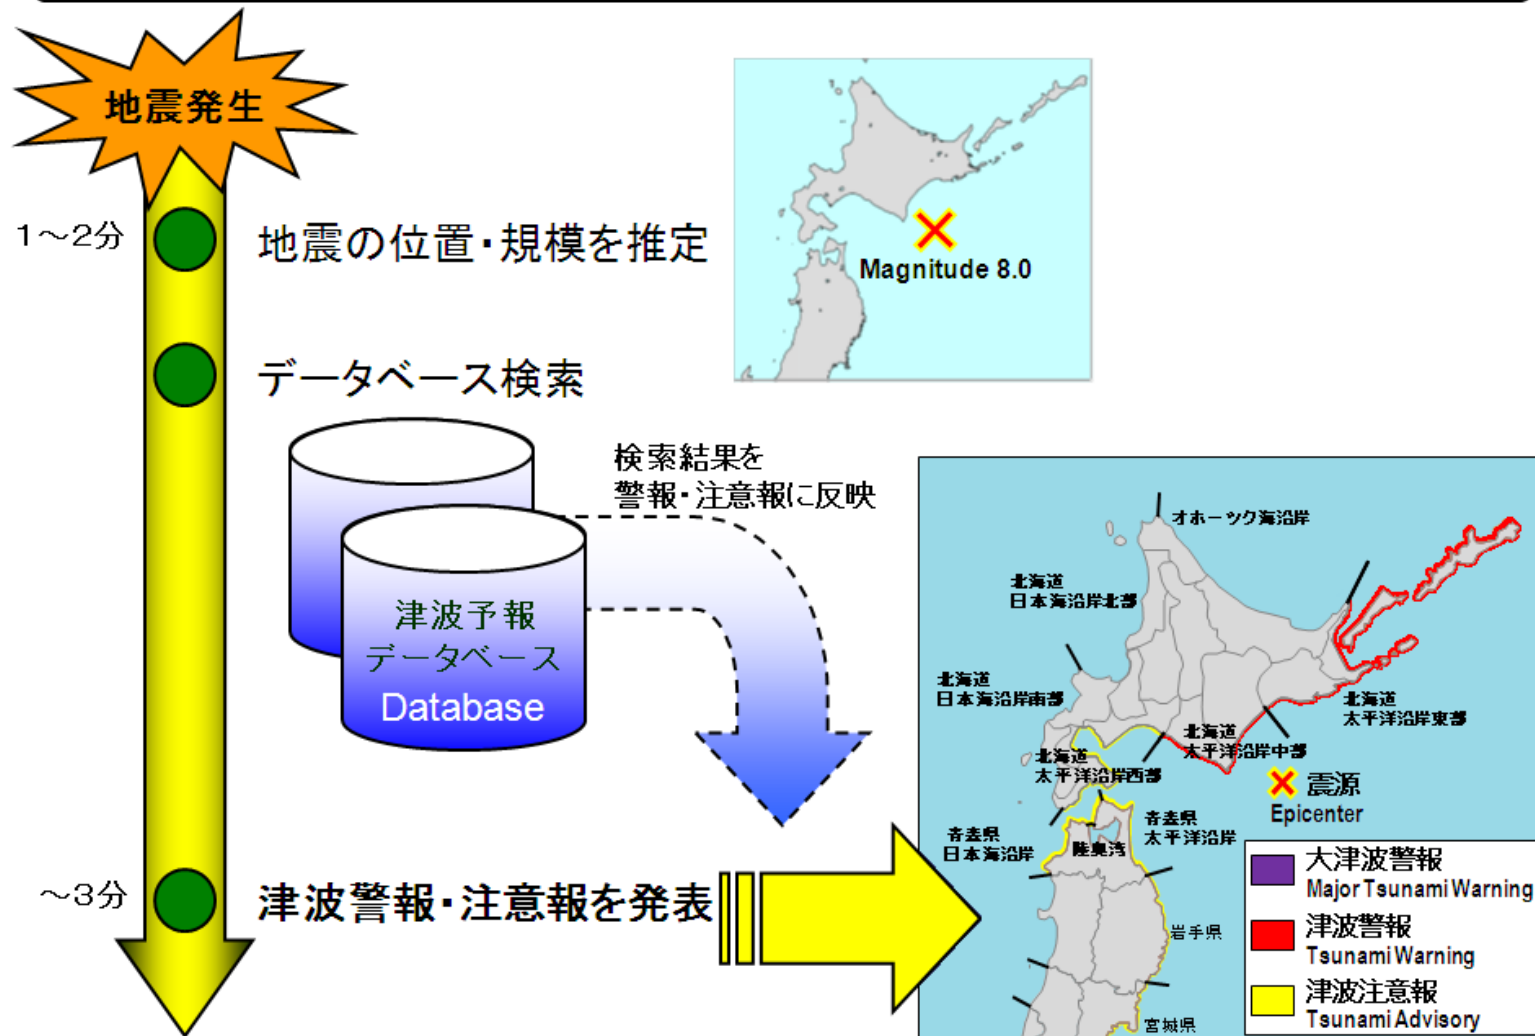 地震発生
1～2分
地震の位置・規模を推定
Magnitude 8.0
データベース検索
検索結果を
警報・注意報に反映
津波予報
データベース
Database
～3分
津波警報・注意報を発表
オホーツク海沿岸
北海道
日本海沿岸北部
北海道
日本海沿岸南部
北海道
太平洋沿岸東部
北海道
太平洋沿岸中部
北海道
太平洋沿岸西部
震源
Epicenter
青森県
日本海沿岸
陸奥湾
青森県
太平洋沿岸
岩手県
宮城県
大津波警報
Major Tsunami Warning
津波警報
Tsunami Warning
津波注意報
Tsunami Advisory